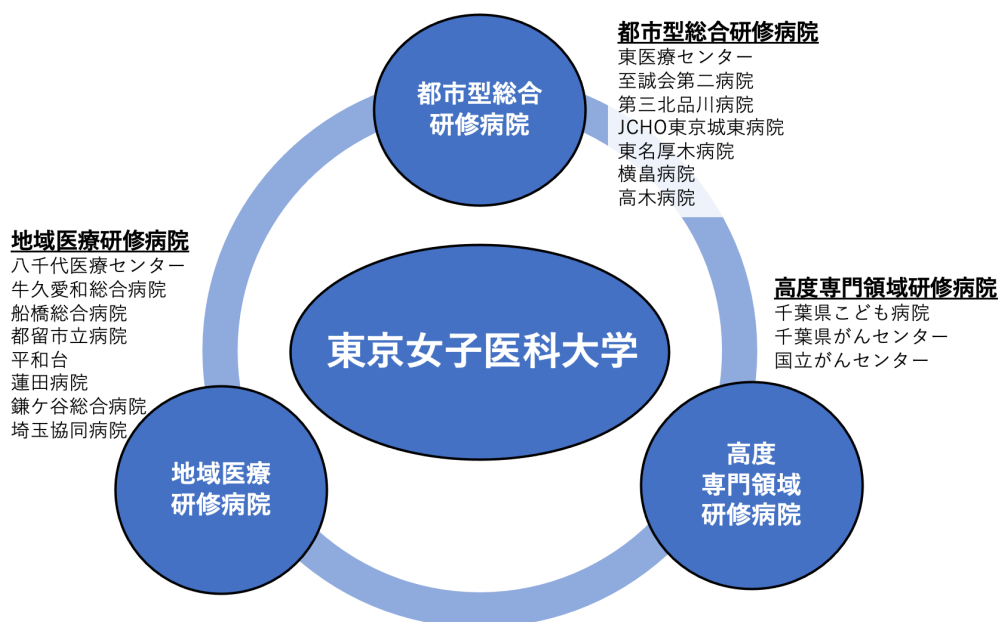 都市型総合
研修病院
都市型総合研修病院
東医療センター
至誠会第二病院
第三北品川病院
JCHO東京城東病院
東名厚木病院
横畠病院
高木病院
地域医療研修病院
八千代医療センター
牛久愛和総合病院
船橋総合病院
都留市立病院
平和台
蓮田病院
鎌ケ谷総合病院
埼玉協同病院
東京女子医科大学
高度専門領域研修病院
千葉県こども病院
千葉県がんセンター
国立がんセンター
地域医療
研修病院
高度
専門領域
研修病院